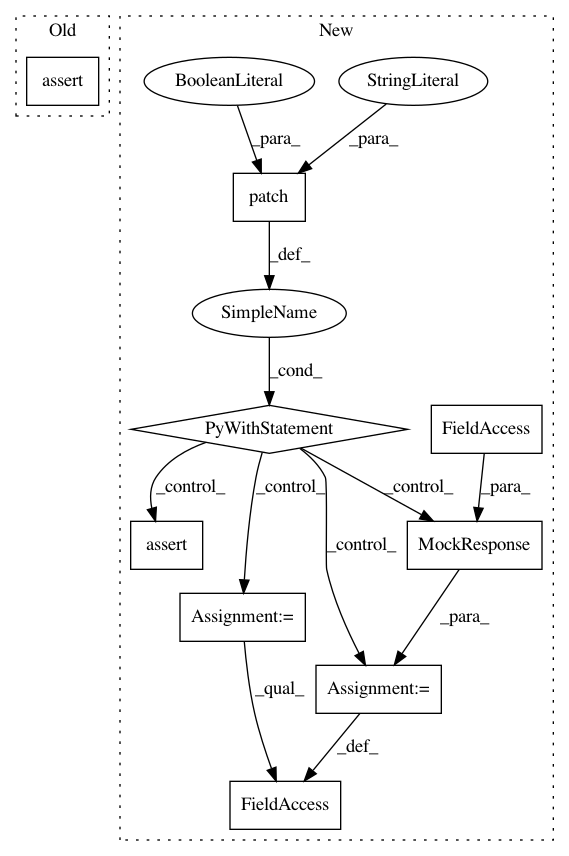 Old
New
assert
BooleanLiteral
StringLiteral
_para_
_para_
patch
_def_
SimpleName
_cond_
PyWithStatement
FieldAccess
_control_
_control_
_control_
_para_
_control_
assert
MockResponse
Assignment:=
_para_
_qual_
Assignment:=
_def_
FieldAccess